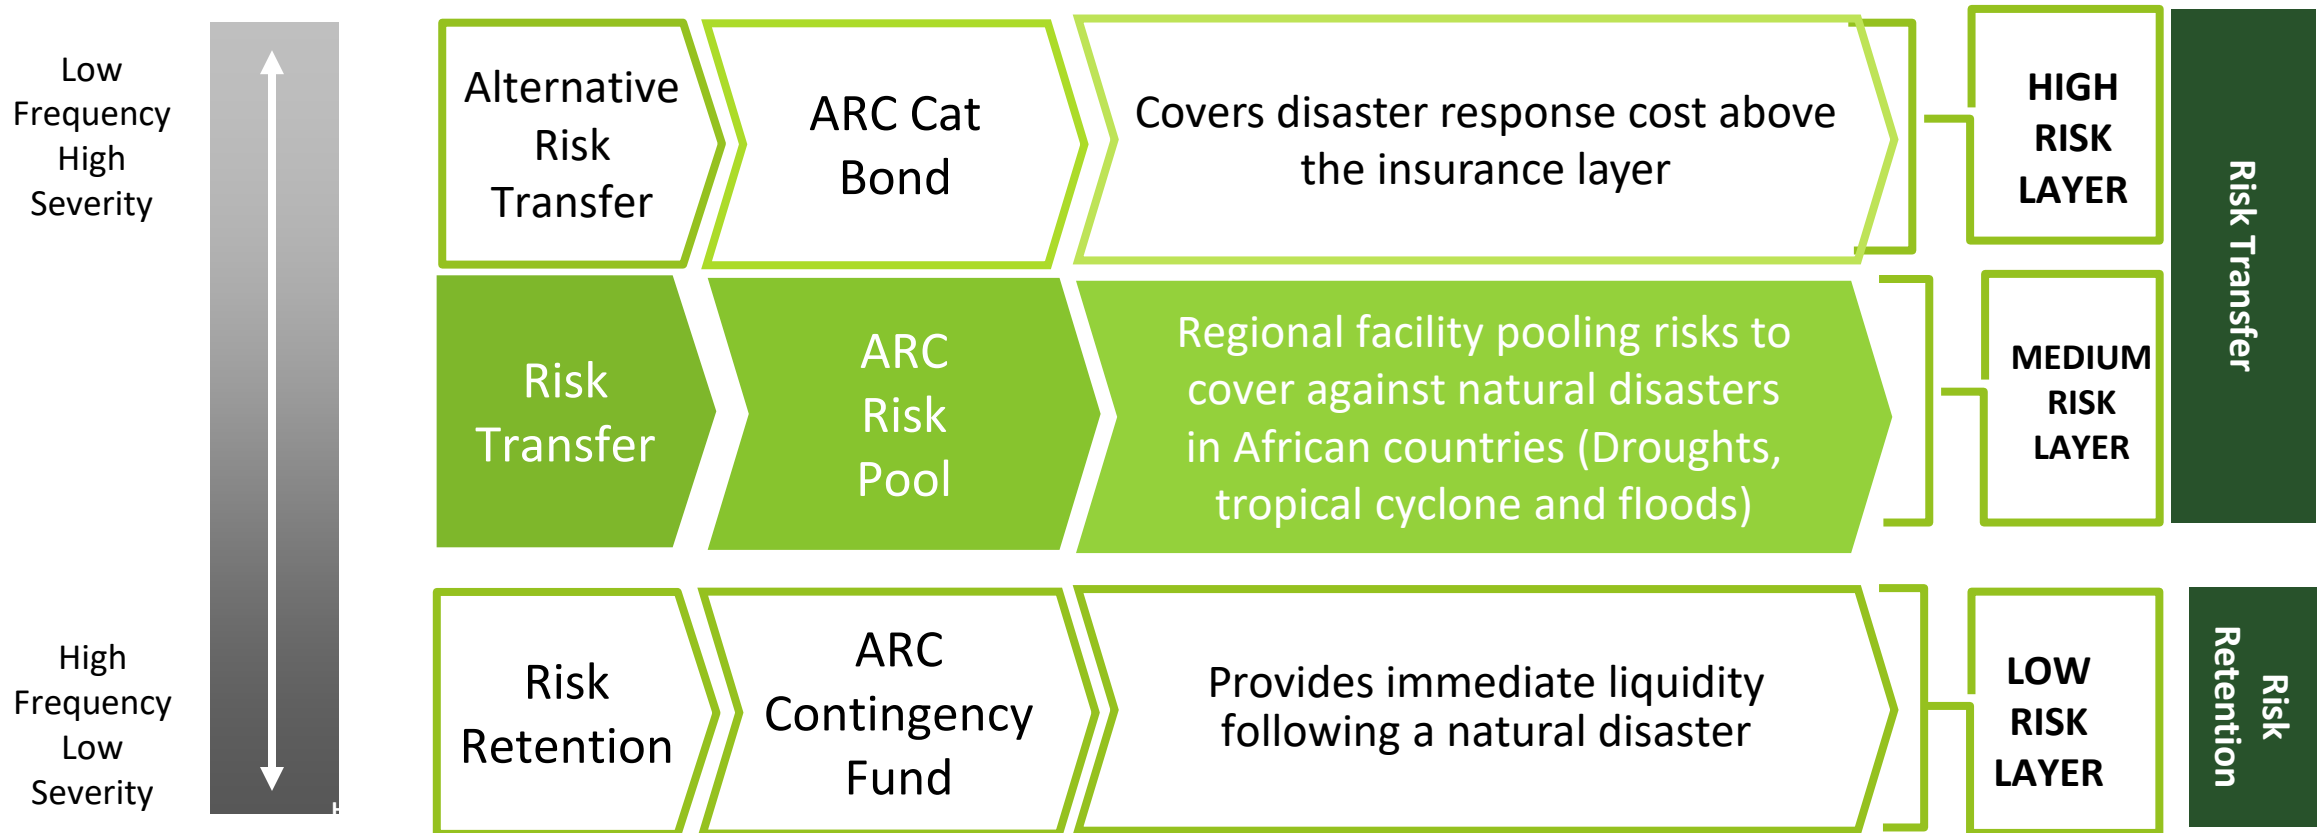 Low
Frequency
High
Severity
Alternative
Risk
Transfer
ARC Cat
Bond
Covers disaster response cost above
the insurance layer
HIGH
RISK
LAYER
Risk Transfer
Risk
Transfer
ARC
Risk
Pool
Regional facility pooling risks to
cover against natural disasters
in African countries (Droughts,
tropical cyclone and floods)
MEDIUM
RISK
LAYER
High
Frequency
Low
Severity
Risk
Retention
ARC
Contingency
Fund
Provides immediate liquidity
following a natural disaster
LOW
RISK
LAYER
Risk
Retention